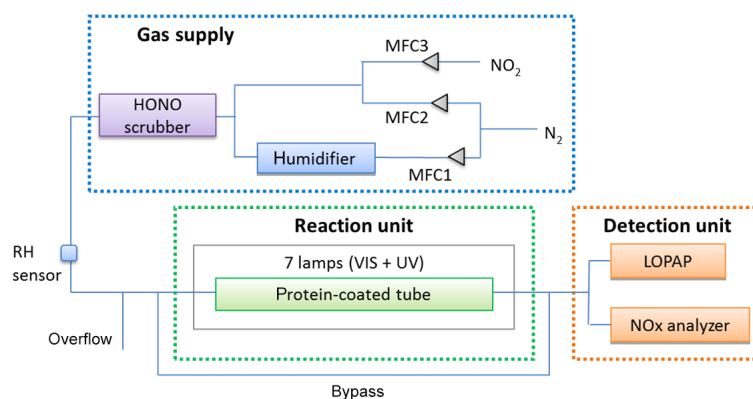 Gas supply
MFC3
NO₂
HONO
scrubber
MFC2
N₂
Humidifier
MFC1
Reaction unit
Detection unit
RH
sensor
7 lamps (VIS + UV)
LOPAP
Protein-coated tube
NOx analyzer
Overflow
Bypass